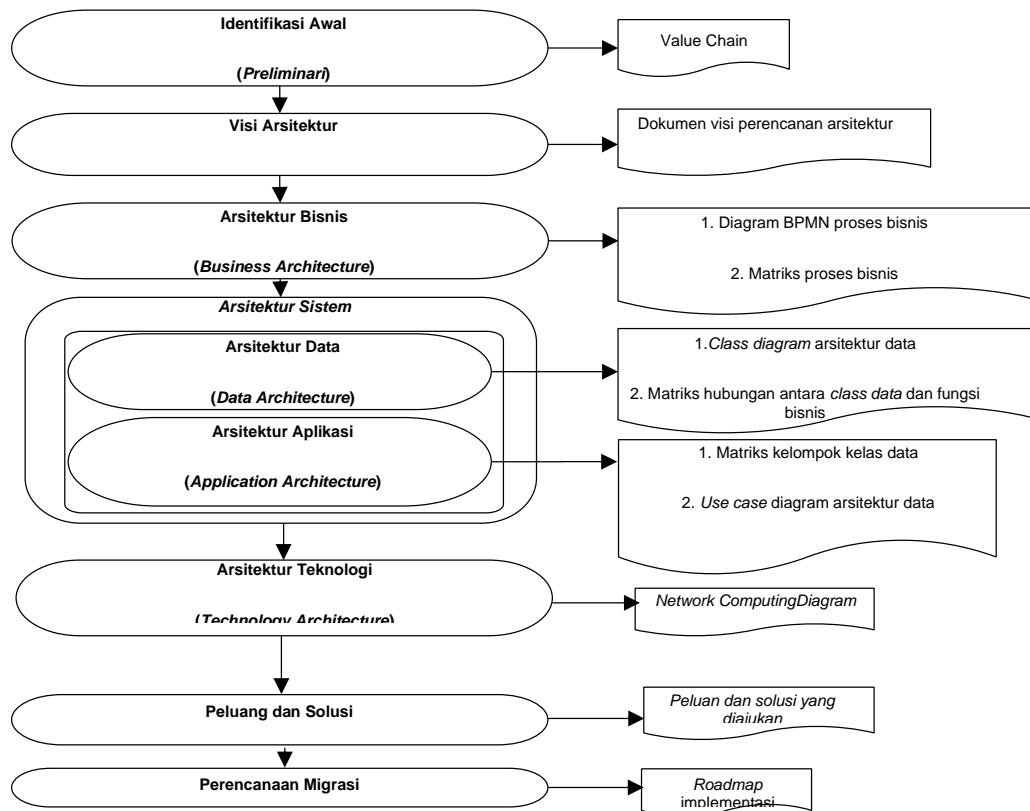 Identifikasi Awal
(Preliminari)
Value Chain
Visi Arsitektur
Dokumen visi perencanan arsitektur
Arsitektur Bisnis
(Business Architecture)
1. Diagram BPMN proses bisnis
2. Matriks proses bisnis
Arsitektur Sistem
Arsitektur Data
(Data Architecture)
1.Class diagram arsitektur data
2. Matriks hubungan antara class data dan fungsi
bisnis
Arsitektur Aplikasi
(Application Architecture)
1. Matriks kelompok kelas data
2. Use case diagram arsitektur data
Arsitektur Teknologi
(Technology Architecture)
Network ComputingDiagram
Peluang dan Solusi
Peluan dan solusi yang
diajukan
Perencanaan Migrasi
Roadmap
implementasi